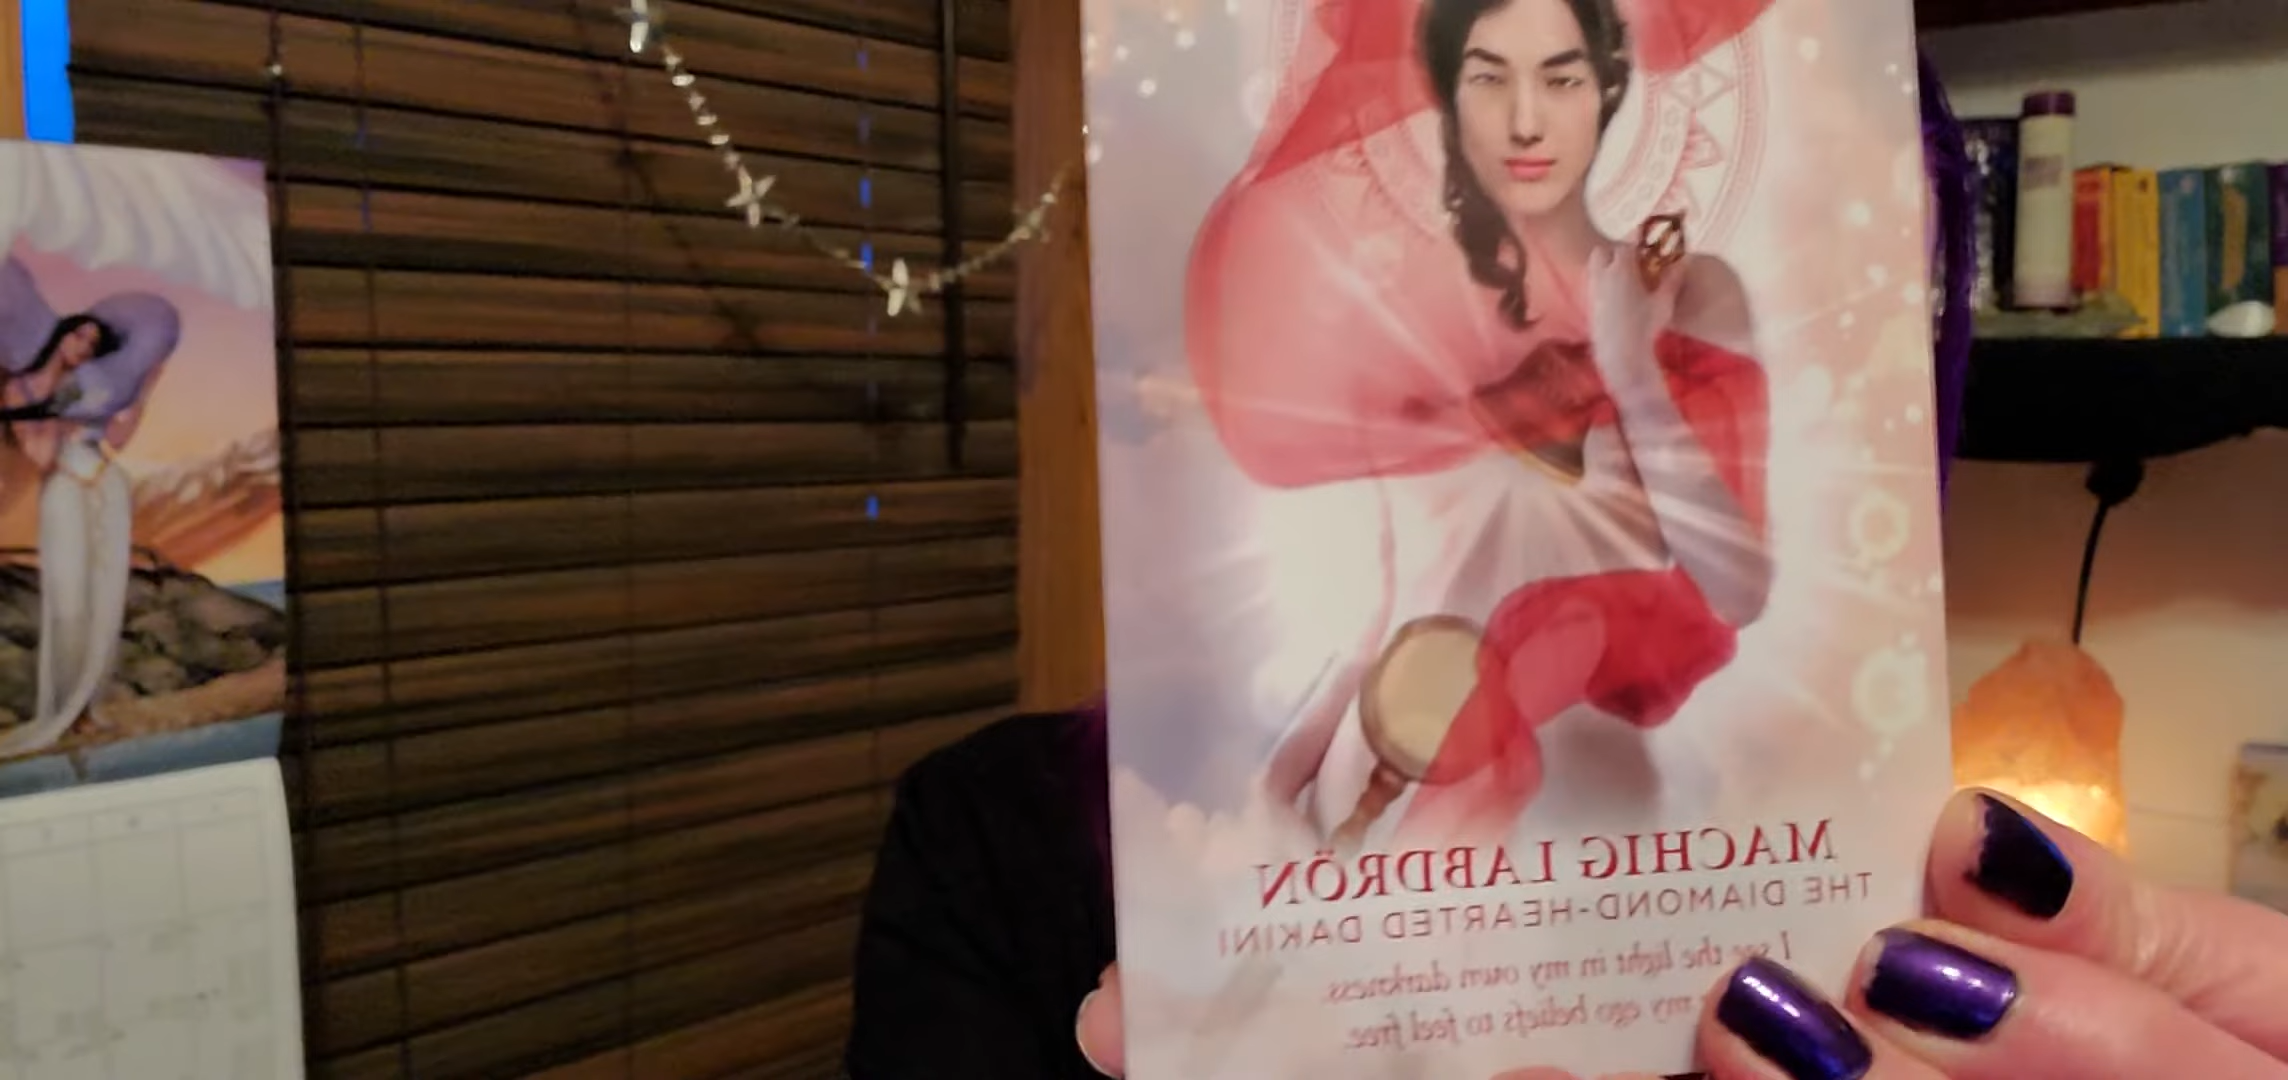 MACHIG LABDRÖN
THE DIAMOND-HEARTED DAKINI
I see the light in my own darkness.
my ego beliefs to feel free.